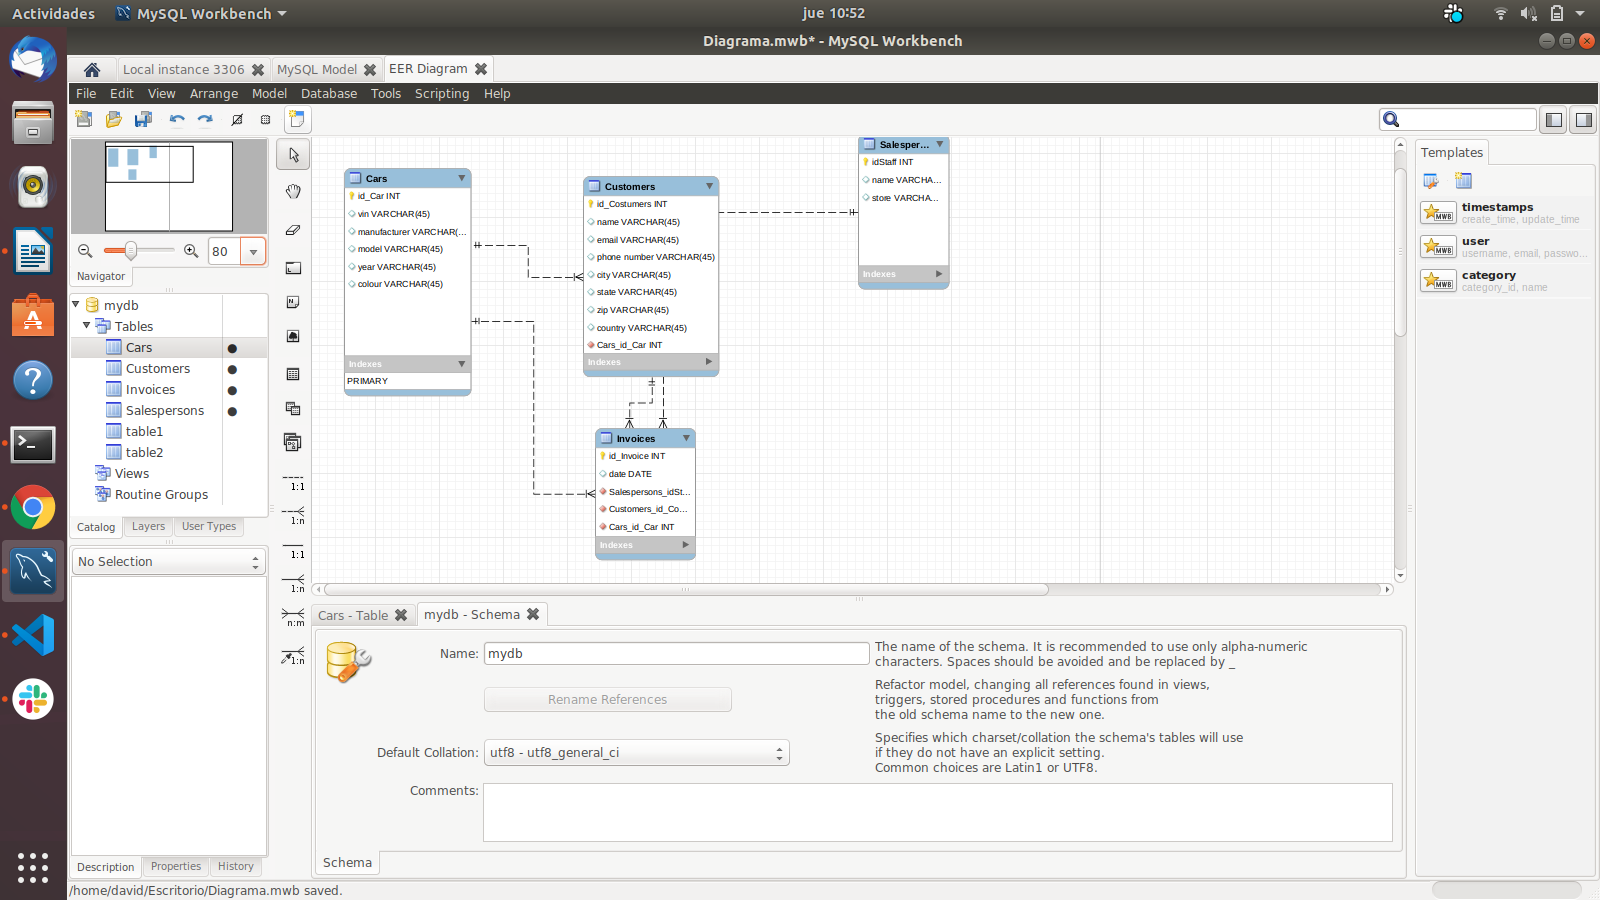 Actividades
MySQL Workbench
jue 10:52
Diagrama.mwb* - MySQL Workbench
Local instance 3306
MySQL Model
EER Diagram
File Edit View Arrange Model Database Tools Scripting Help
80
Navigator
mydb
Tables
Cars
Customers
Invoices
Salespersons
table1
table2
Views
Routine Groups
Catalog
Layers
User Types
No Selection
Description
Properties
History
1:1
1:n
1:1
1:n
n:m
1:n
Cars
id_Car INT
vin VARCHAR(45)
manufacturer VARCHAR(...
model VARCHAR(45)
year VARCHAR(45)
colour VARCHAR(45)
Indexes
PRIMARY
Customers
id_Costumers INT
name VARCHAR(45)
email VARCHAR(45)
phone number VARCHAR(45)
city VARCHAR(45)
state VARCHAR(45)
zip VARCHAR(45)
country VARCHAR(45)
Cars_id_Car INT
Indexes
Salesper...
idStaff INT
name VARCHA...
store VARCHA...
Indexes
Invoices
id_Invoice INT
date DATE
Salespersons_idSt...
Customers_id_Co...
Cars_id_Car INT
Indexes
Templates
timestamps
create_time, update_time
user
username, email, passwo...
category
category_id, name
Cars - Table
mydb - Schema
Name:
mydb
The name of the schema. It is recommended to use only alpha-numeric
characters. Spaces should be avoided and be replaced by _
Rename References
Refactor model, changing all references found in views,
triggers, stored procedures and functions from
the old schema name to the new one.
Default Collation:
utf8 - utf8_general_ci
Specifies which charset/collation the schema's tables will use
if they do not have an explicit setting.
Common choices are Latin1 or UTF8.
Comments:
Schema
/home/david/Escritorio/Diagrama.mwb saved.